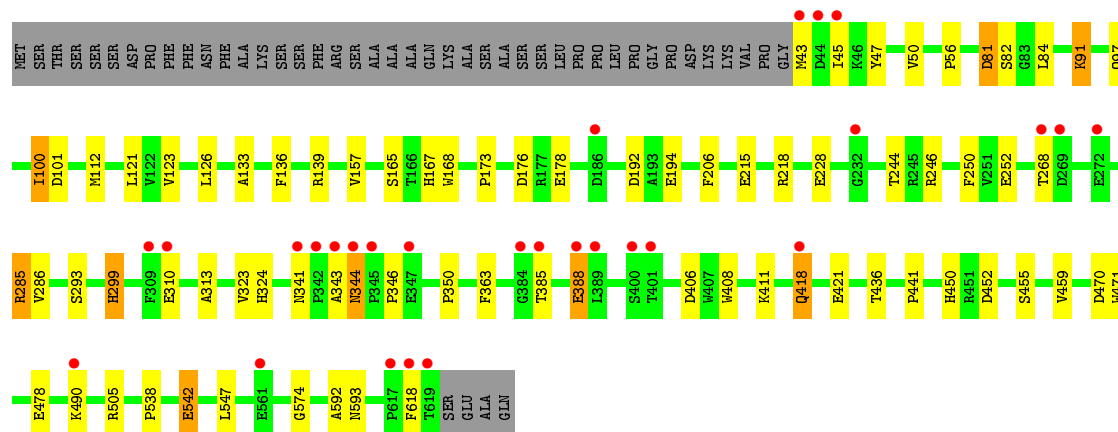 MET SER THR SER SER SER ASP PRO PHE PHE ASN PHE ALA LYS SER SER PHE ARG SER ALA ALA ALA GLN LYS ALA SER ALA SER SER LEU PRO PRO LEU PRO GLY PRO ASP LYS LYS VAL PRO GLY M43 D44 I45 K46 Y47 V50 P56 D81 S82 G83 L84 K91 Q97
I100 D101 M112 L121 V122 V123 L126 A133 F136 R139 V157 S165 T166 H167 W168 P173 D176 R177 E178 D186 D192 A193 E194 F206 E215 R218 E228 G232 T244 R245 R246 F250 V251 E252 T268 D269 E272
R285 V286 S293 H299 F309 E310 A313 V323 H324 N341 P342 A343 N344 P345 P346 E347 P350 F363 G384 T385 E388 L389 S400 T401 D406 W407 W408 K411 Q418 E421 T436 P441 H450 R451 D452 S455 V459 D470 W471
E478 K490 R505 P538 E542 L547 E561 G574 A592 N593 P617 F618 T619 SER GLU ALA GLN